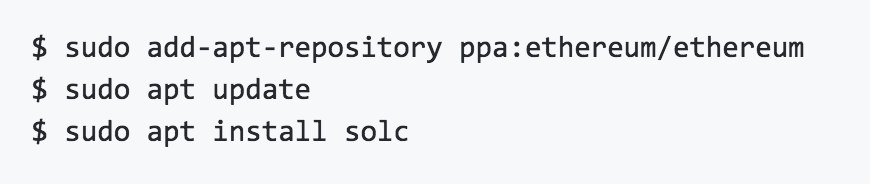 $ sudo add-apt-repository ppa:ethereum/ethereum
$ sudo apt update
$ sudo apt install solc